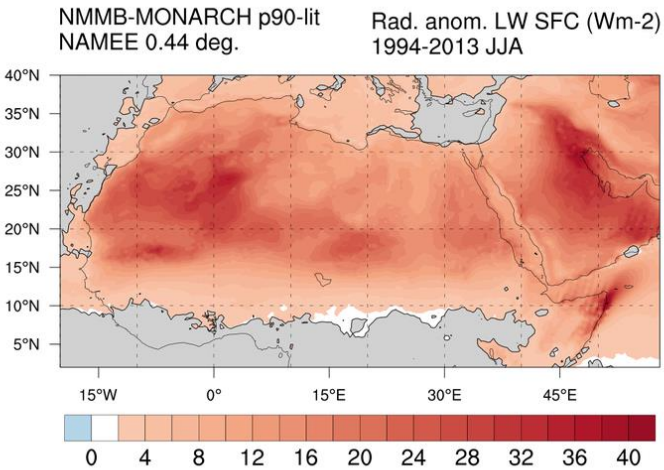 NMMB-MONARCH p90-lit
NAMEE 0.44 deg.
Rad. anom. LW SFC (Wm-2)
1994-2013 JJA
40°N
35°N
30°N
25°N
20°N
15°N
10°N
5°N
15°W 0° 15°E 30°E 45°E
0 4 8 12 16 20 24 28 32 36 40